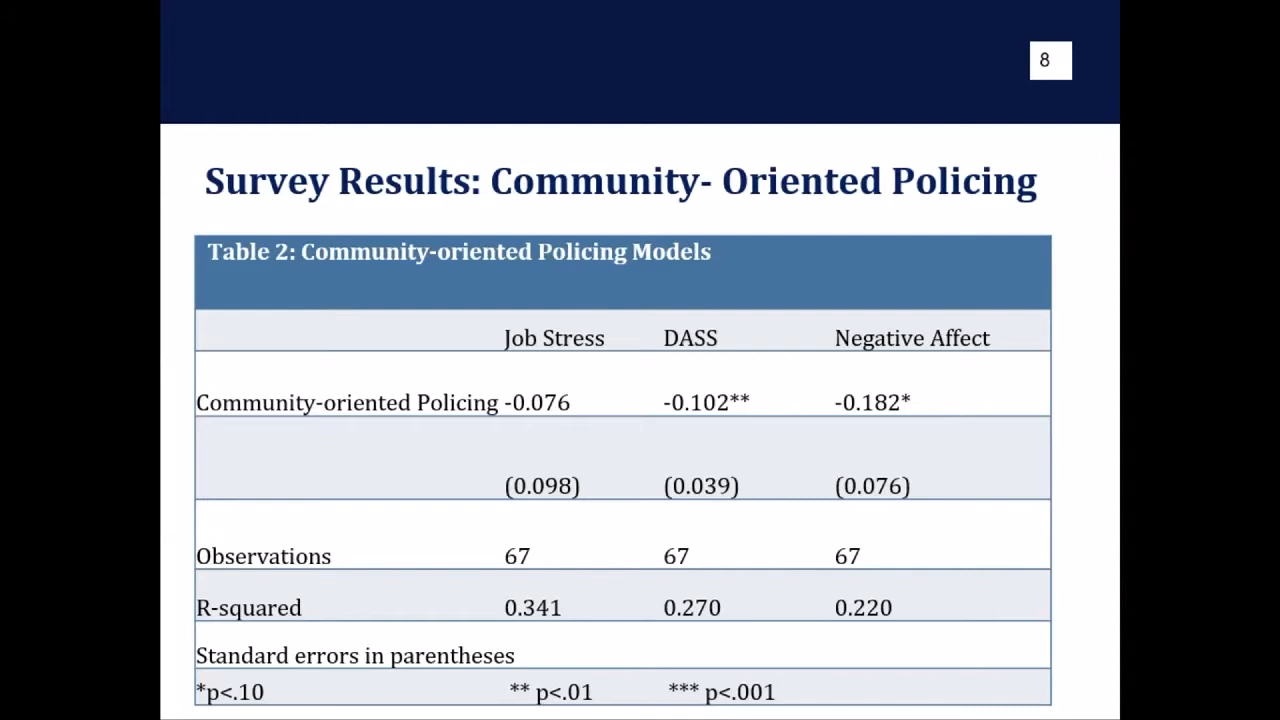 8
Survey Results: Community- Oriented Policing
Table 2: Community-oriented Policing Models
Job Stress DASS Negative Affect
Community-oriented Policing -0.076 -0.102** -0.182*
(0.098) (0.039) (0.076)
Observations 67 67 67
R-squared 0.341 0.270 0.220
Standard errors in parentheses
*p<.10 ** p<.01 *** p<.001